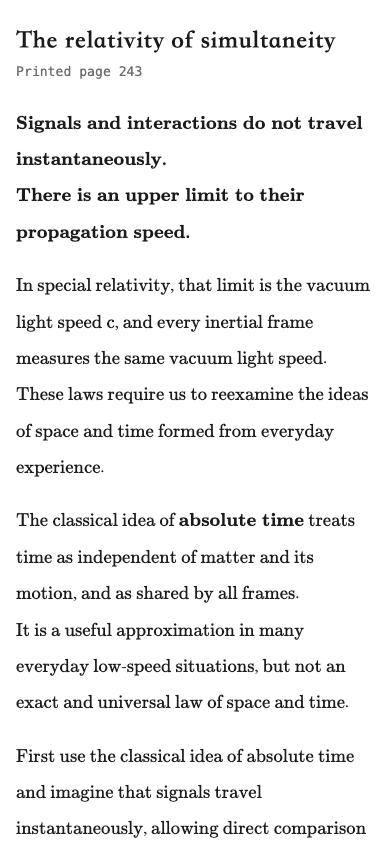 The relativity of simultaneity
Printed page 243
Signals and interactions do not travel
instantaneously.
There is an upper limit to their
propagation speed.
In special relativity, that limit is the vacuum
light speed c, and every inertial frame
measures the same vacuum light speed.
These laws require us to reexamine the ideas
of space and time formed from everyday
experience.
The classical idea of absolute time treats
time as independent of matter and its
motion, and as shared by all frames.
It is a useful approximation in many
everyday low-speed situations, but not an
exact and universal law of space and time.
First use the classical idea of absolute time
and imagine that signals travel
instantaneously, allowing direct comparison